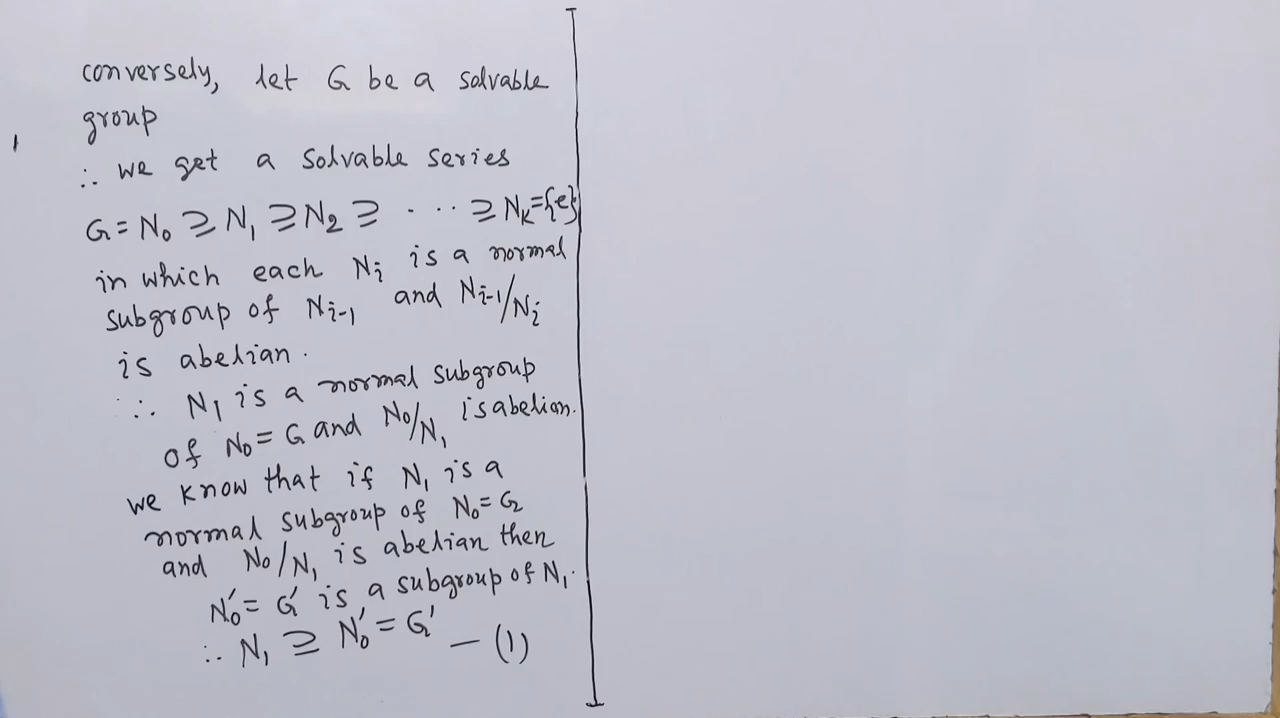 conversely, let G be a solvable
group
∴ we get a solvable series
G = N₀ ⊇ N₁ ⊇ N₂ ⊇ ..... ⊇ Nₖ = {e}
in which each Nᵢ is a normal
subgroup of Nᵢ₋₁ and Nᵢ₋₁/Nᵢ
is abelian.
∴ N₁ is a normal subgroup
of N₀ = G and N₀/N₁ is abelian.
we know that if N₁ is a
normal subgroup of N₀ = G
and N₀/N₁ is abelian then
N₀′ = G′ is a subgroup of N₁.
∴ N₁ ⊇ N₀′ = G′ — (1)